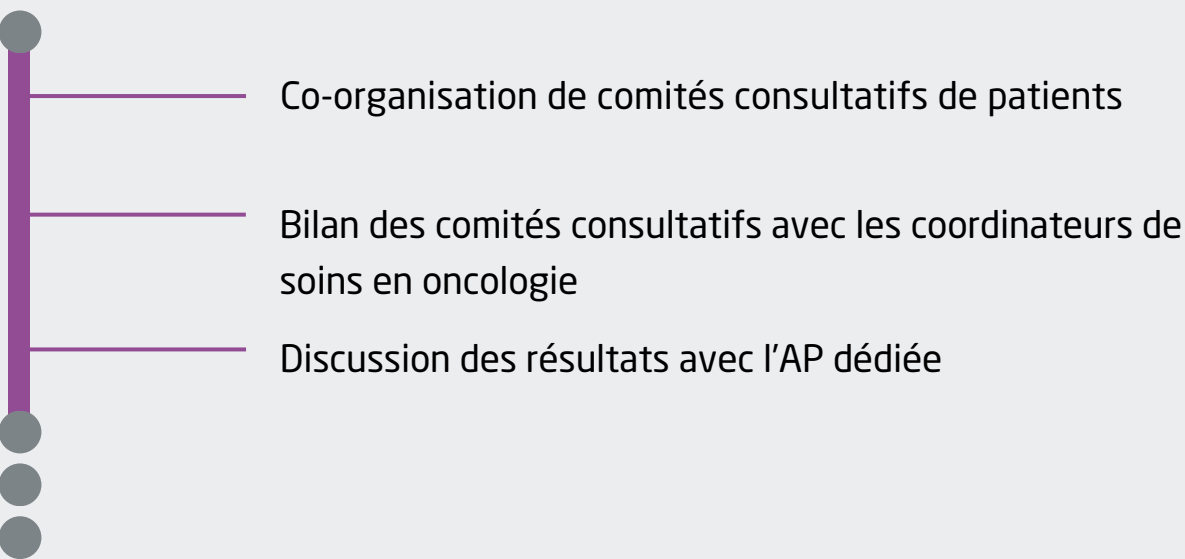 Co-organisation de comités consultatifs de patients
Bilan des comités consultatifs avec les coordinateurs de
soins en oncologie
Discussion des résultats avec l’AP dédiée